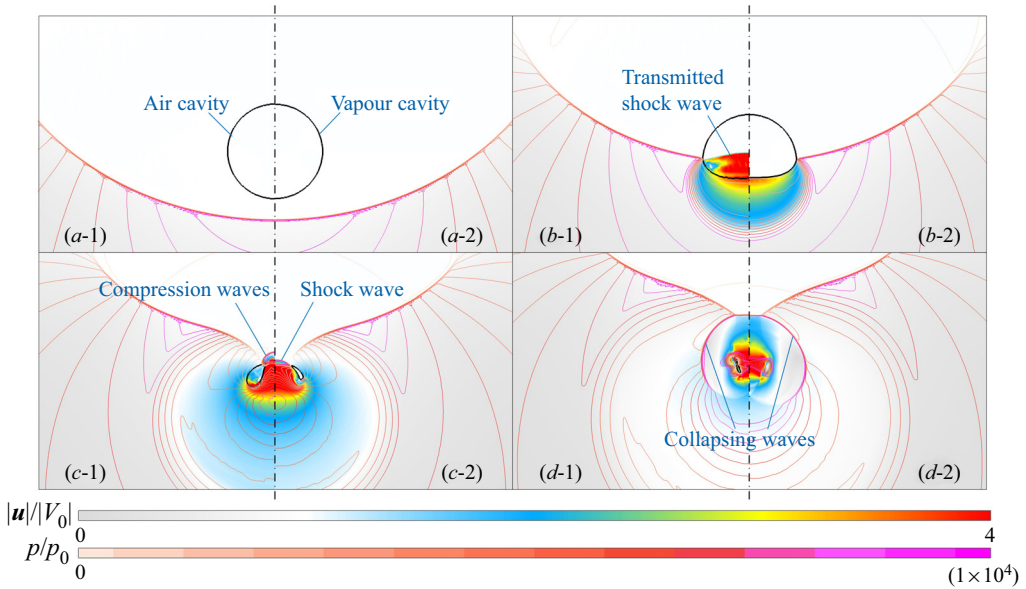 Air cavity
Vapour cavity
(a-1)
(a-2)
Transmitted
shock wave
(b-1)
(b-2)
Compression waves
Shock wave
(c-1)
(c-2)
Collapsing waves
(d-1)
(d-2)
|u|/|V₀|
0
4
p/p₀
0
(1×10⁴)